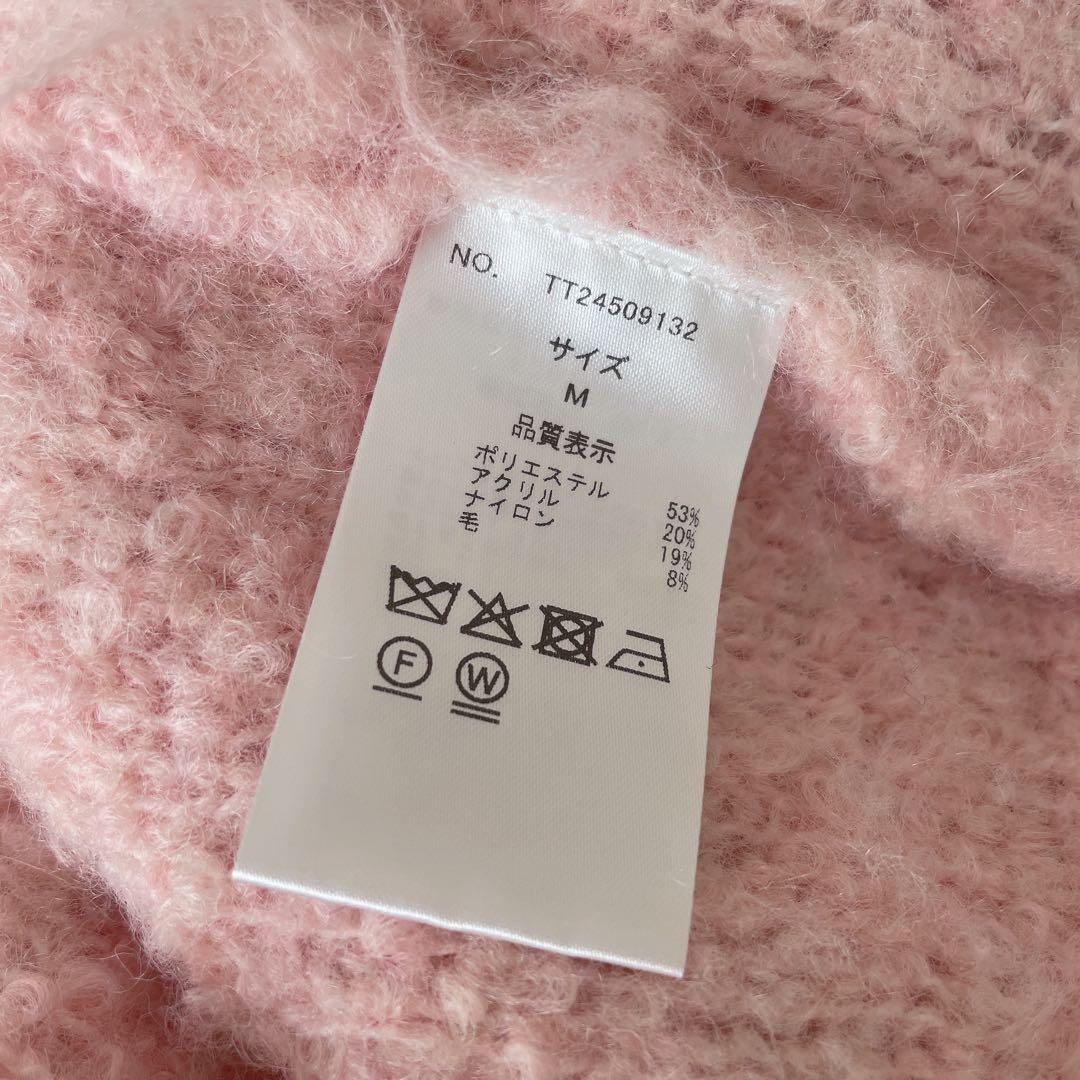 NO. TT24509132
サイズ
M
品質表示
ポリエステル 53%
アクリル 20%
ナイロン 19%
毛 8%
F W